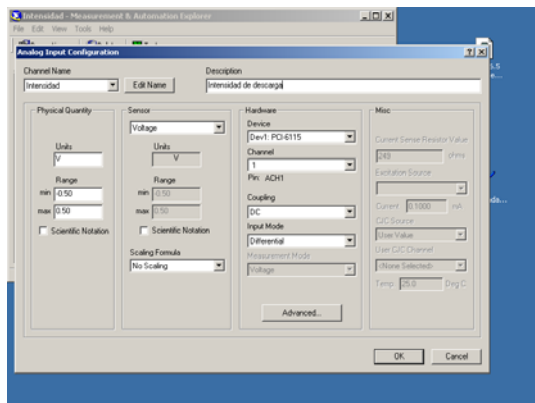 Intensidad - Measurement & Automation Explorer
File Edit View Tools Help
Analog Input Configuration
Channel Name
Description
Intensidad
Edit Name
Intensidad de descarga
Physical Quantity
Sensor
Hardware
Misc
Voltage
Device
Dev1: PCI-6115
Units
Units
V
V
Channel
1
Pin: ACH1
Current Sense Resistor Value
249 ohms
Excitation Source
Range
Range
min -0.50
min -0.50
max 0.50
max 0.50
Coupling
DC
Current 0.1000 mA
Scientific Notation
Scientific Notation
Input Mode
Differential
CJC Source
User Value
Scaling Formula
No Scaling
Measurement Mode
Voltage
User CJC Channel
<None Selected>
Temp 25.0 Deg C
Advanced...
OK
Cancel